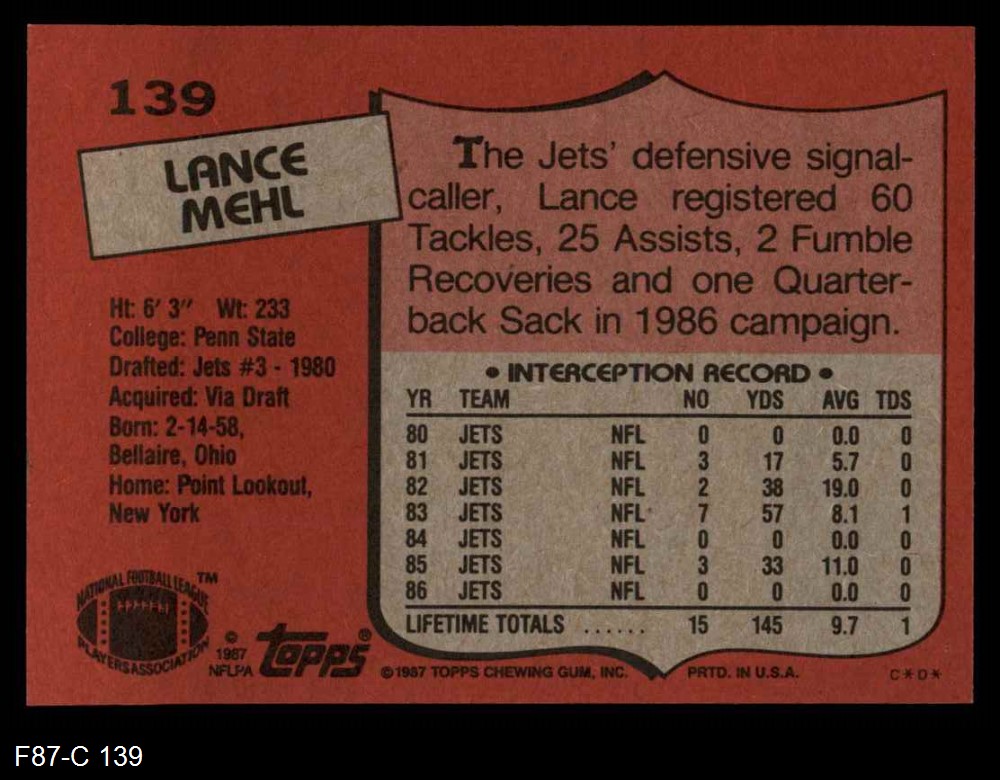 139
LANCE
MEHL
Ht: 6' 3" Wt: 233
College: Penn State
Drafted: Jets #3 - 1980
Acquired: Via Draft
Born: 2-14-58,
Bellaire, Ohio
Home: Point Lookout,
New York
The Jets' defensive signal-
caller, Lance registered 60
Tackles, 25 Assists, 2 Fumble
Recoveries and one Quarter-
back Sack in 1986 campaign.
• INTERCEPTION RECORD •
YR TEAM NO YDS AVG TDS
80 JETS NFL 0 0 0.0 0
81 JETS NFL 3 17 5.7 0
82 JETS NFL 2 38 19.0 0
83 JETS NFL 7 57 8.1 1
84 JETS NFL 0 0 0.0 0
85 JETS NFL 3 33 11.0 0
86 JETS NFL 0 0 0.0 0
LIFETIME TOTALS ...... 15 145 9.7 1
NATIONAL FOOTBALL LEAGUE ™
PLAYERS ASSOCIATION
©
1987
NFLPA
topps®
©1987 TOPPS CHEWING GUM, INC. PRTD. IN U.S.A. C*D*
F87-C 139